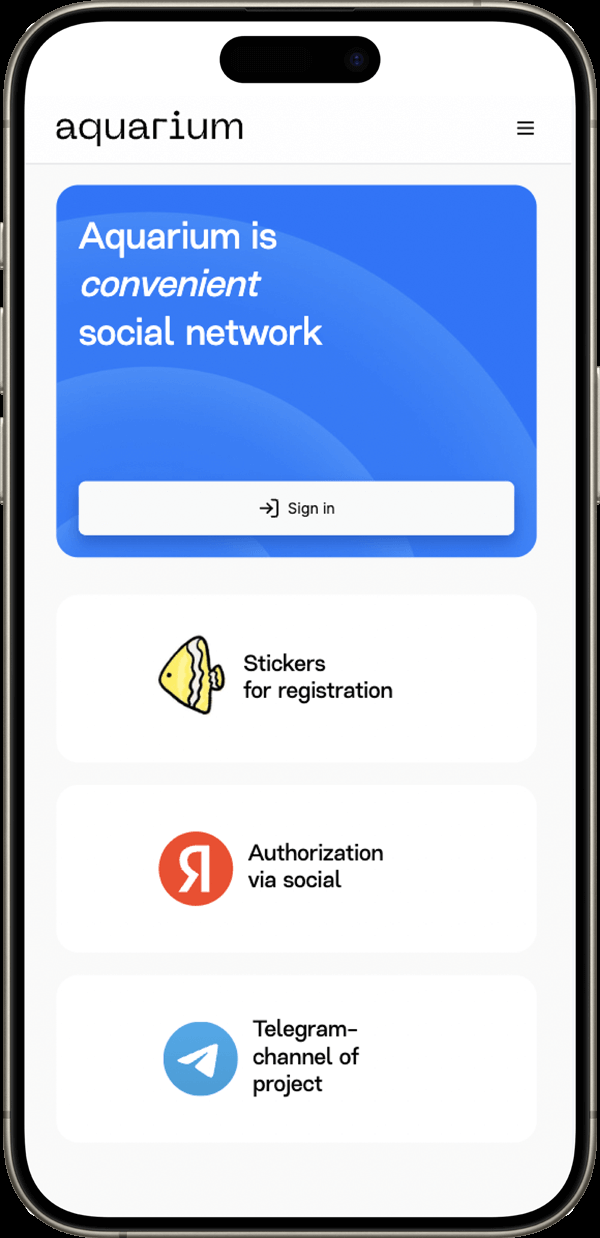 aquarium
Aquarium is
convenient
social network
Sign in
Stickers
for registration
Я
Authorization
via social
Telegram-
channel of
project